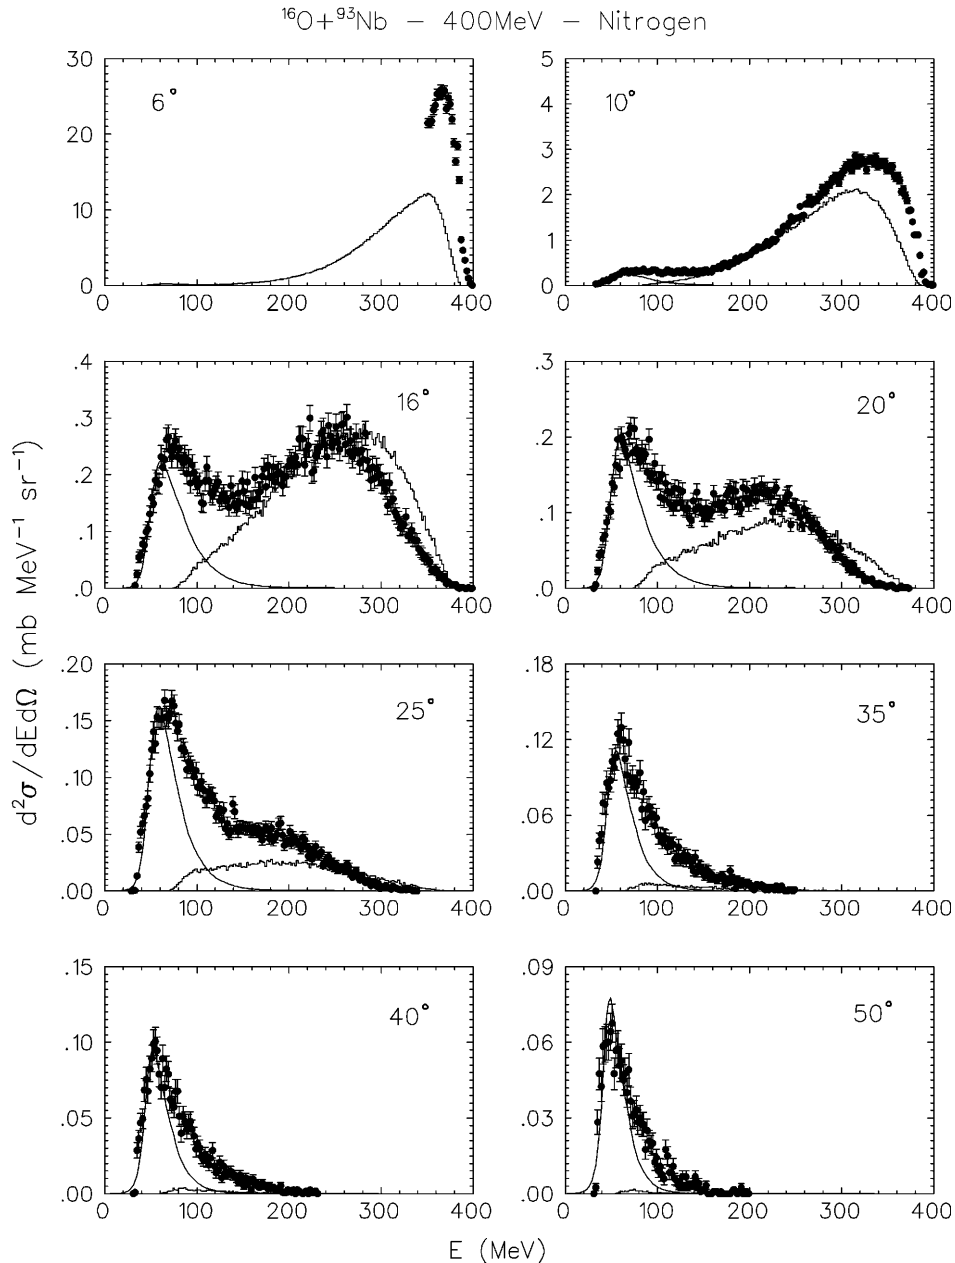 ¹⁶O+⁹³Nb − 400MeV − Nitrogen
6° 10°
30 20 10 0
5 4 3 2 1 0
0 100 200 300 400 0 100 200 300 400
16° 20°
.4 .3 .2 .1 .0
.3 .2 .1 .0
0 100 200 300 400 0 100 200 300 400
d²σ/dEdΩ (mb MeV⁻¹ sr⁻¹)
25° 35°
.20 .15 .10 .05 .00
.18 .12 .06 .00
0 100 200 300 400 0 100 200 300 400
40° 50°
.15 .10 .05 .00
.09 .06 .03 .00
0 100 200 300 400 0 100 200 300 400
E (MeV)